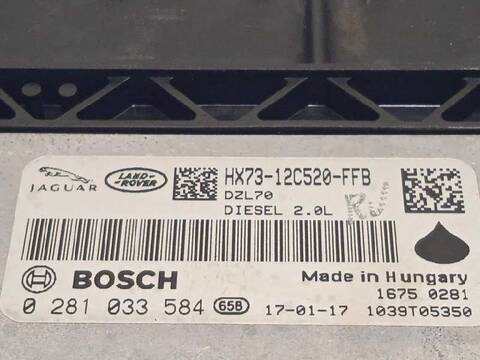 JAGUAR
LAND-ROVER
HX73-12C520-FFB
DZL70
DIESEL 2.0L
BOSCH
Made in Hungary
1675 0281
0 281 033 584 65B 17-01-17 1039T05350